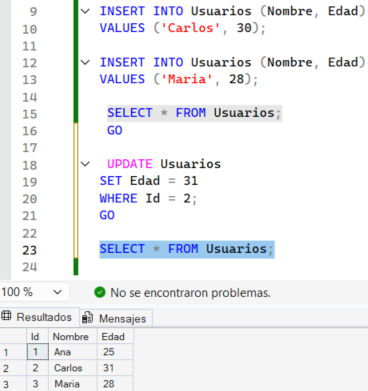 9 INSERT INTO Usuarios (Nombre, Edad)
10 VALUES ('Carlos', 30);
11
12 INSERT INTO Usuarios (Nombre, Edad)
13 VALUES ('Maria', 28);
14
15 SELECT * FROM Usuarios;
16 GO
17
18 UPDATE Usuarios
19 SET Edad = 31
20 WHERE Id = 2;
21 GO
22
23 SELECT * FROM Usuarios;
24
100 % No se encontraron problemas.
Resultados Mensajes
Id Nombre Edad
1 1 Ana 25
2 2 Carlos 31
3 3 Maria 28